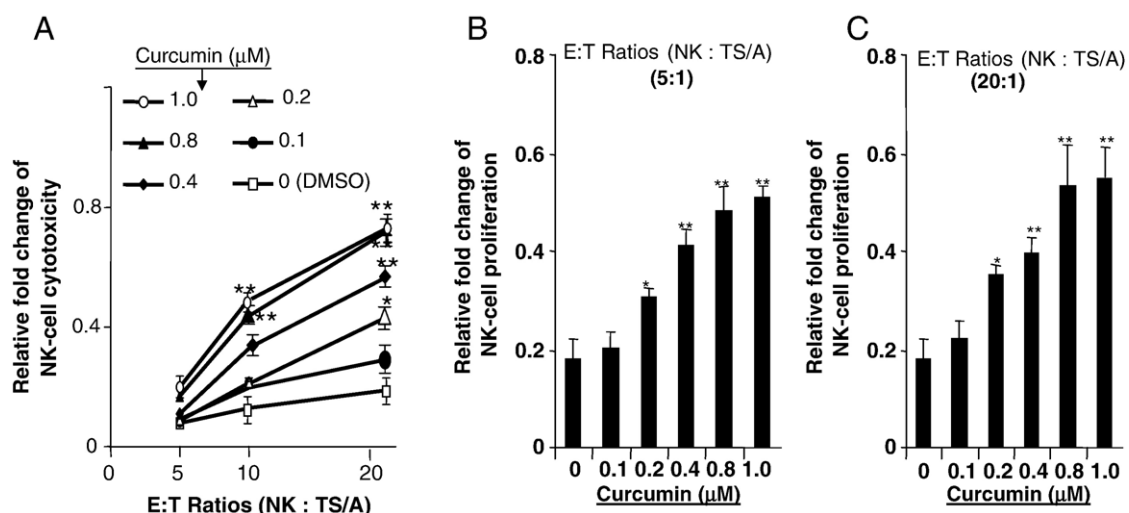 A
Curcumin (μM)
1.0
0.2
0.8
0.1
0.4
0 (DMSO)
Relative fold change of
NK-cell cytotoxicity
0.8
0.4
0
**
**
**
**
**
*
0 5 10 20
E:T Ratios (NK : TS/A)
B
E:T Ratios (NK : TS/A)
(5:1)
Relative fold change of
NK-cell proliferation
0.8
0.6
0.4
0.2
0
*
**
**
**
0 0.1 0.2 0.4 0.8 1.0
Curcumin (μM)
C
E:T Ratios (NK : TS/A)
(20:1)
Relative fold change of
NK-cell proliferation
0.8
0.6
0.4
0.2
0
*
**
**
**
0 0.1 0.2 0.4 0.8 1.0
Curcumin (μM)